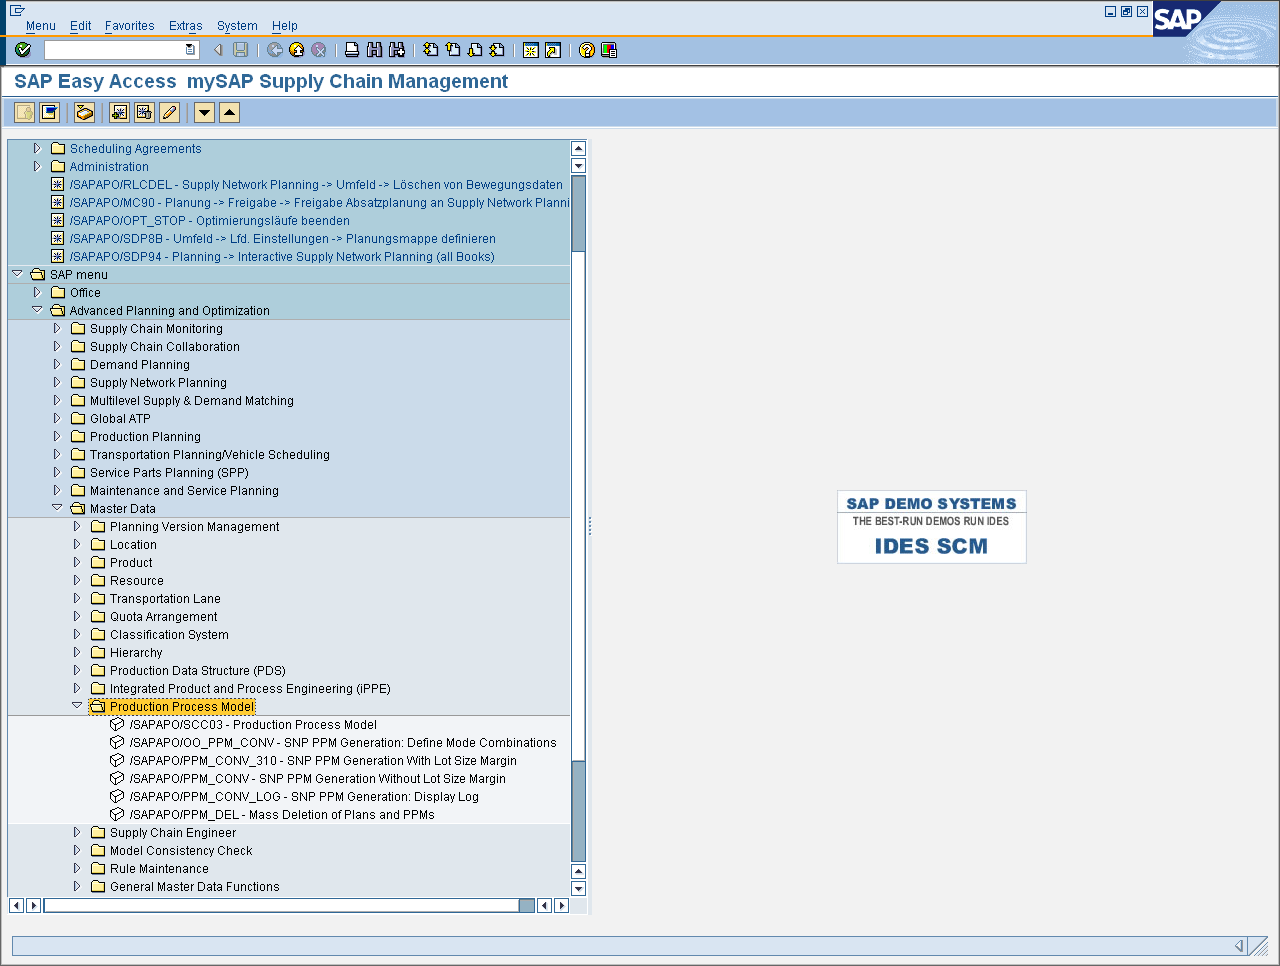 Menu Edit Favorites Extras System Help
SAP
SAP Easy Access mySAP Supply Chain Management
Scheduling Agreements
Administration
/SAPAPO/RLCDEL - Supply Network Planning -> Umfeld -> Löschen von Bewegungsdaten
/SAPAPO/MC90 - Planung -> Freigabe -> Freigabe Absatzplanung an Supply Network Planni
/SAPAPO/OPT_STOP - Optimierungsläufe beenden
/SAPAPO/SDP8B - Umfeld -> Lfd. Einstellungen -> Planungsmappe definieren
/SAPAPO/SDP94 - Planning -> Interactive Supply Network Planning (all Books)
SAP menu
Office
Advanced Planning and Optimization
Supply Chain Monitoring
Supply Chain Collaboration
Demand Planning
Supply Network Planning
Multilevel Supply & Demand Matching
Global ATP
Production Planning
Transportation Planning/Vehicle Scheduling
Service Parts Planning (SPP)
Maintenance and Service Planning
Master Data
Planning Version Management
Location
Product
Resource
Transportation Lane
Quota Arrangement
Classification System
Hierarchy
Production Data Structure (PDS)
Integrated Product and Process Engineering (iPPE)
Production Process Model
/SAPAPO/SCC03 - Production Process Model
/SAPAPO/OO_PPM_CONV - SNP PPM Generation: Define Mode Combinations
/SAPAPO/PPM_CONV_310 - SNP PPM Generation With Lot Size Margin
/SAPAPO/PPM_CONV - SNP PPM Generation Without Lot Size Margin
/SAPAPO/PPM_CONV_LOG - SNP PPM Generation: Display Log
/SAPAPO/PPM_DEL - Mass Deletion of Plans and PPMs
Supply Chain Engineer
Model Consistency Check
Rule Maintenance
General Master Data Functions
SAP DEMO SYSTEMS
THE BEST-RUN DEMOS RUN IDES
IDES SCM